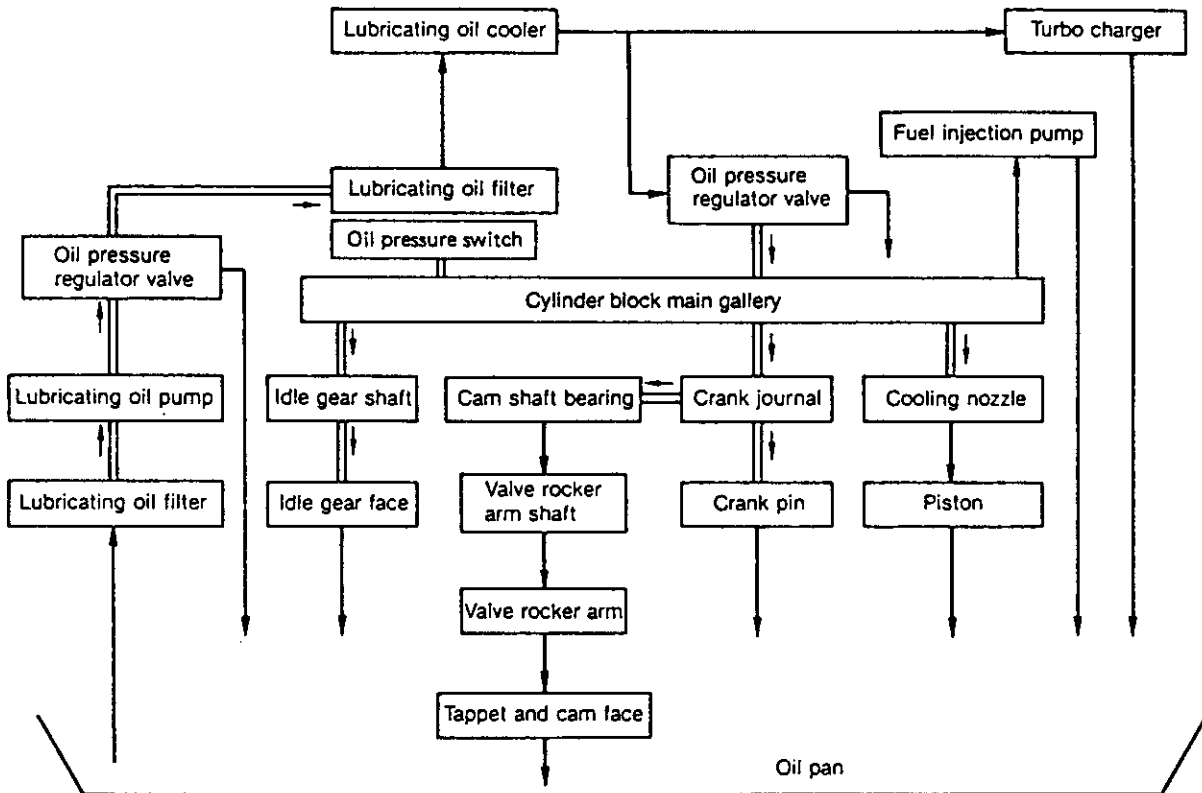 Lubricating oil cooler
Turbo charger
Fuel injection pump
Lubricating oil filter
Oil pressure
regulator valve
Oil pressure switch
Oil pressure
regulator valve
Cylinder block main gallery
Lubricating oil pump
Idle gear shaft
Cam shaft bearing
Crank journal
Cooling nozzle
Lubricating oil filter
Idle gear face
Valve rocker
arm shaft
Crank pin
Piston
Valve rocker arm
Tappet and cam face
Oil pan